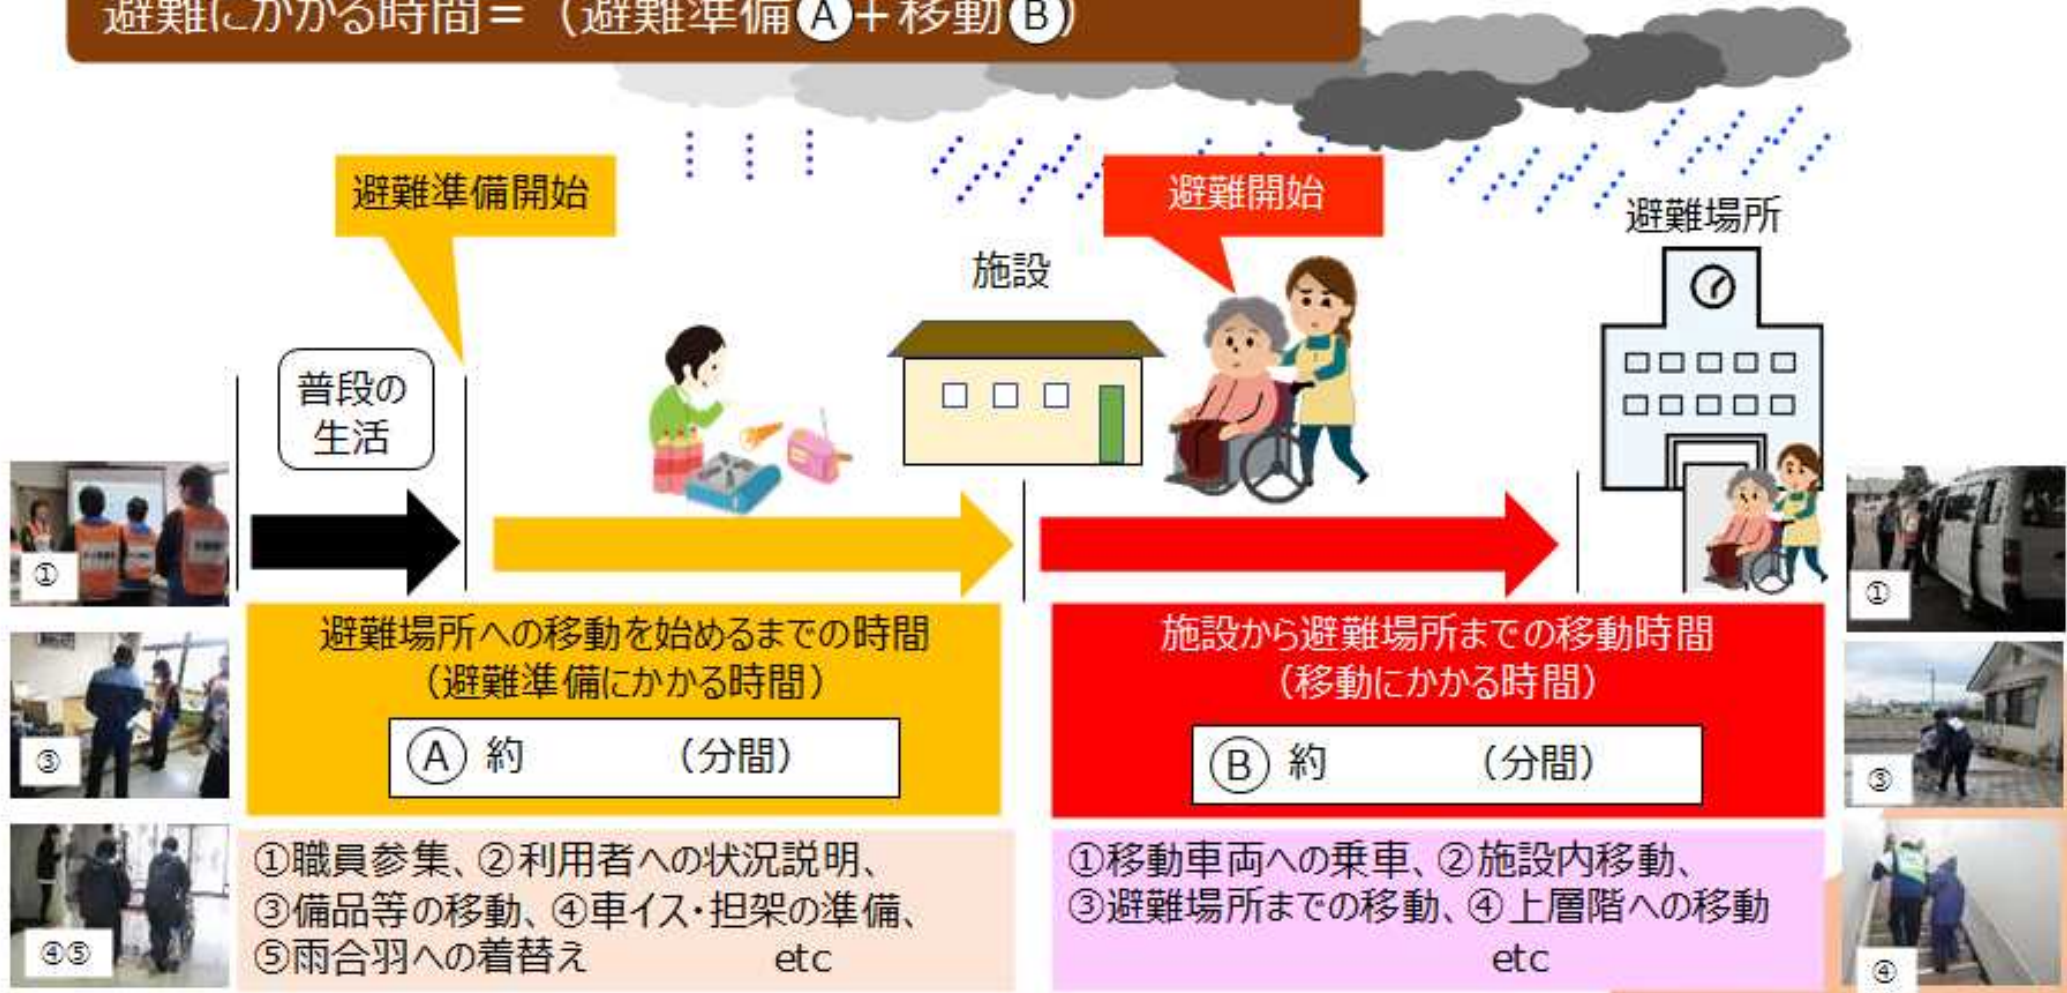 避難にかかる時間＝（避難準備Ⓐ＋移動Ⓑ）
避難準備開始
避難開始
避難場所
施設
普段の
生活
①
③
④⑤
避難場所への移動を始めるまでの時間
（避難準備にかかる時間）
Ⓐ 約　　　（分間）
①職員参集、②利用者への状況説明、
③備品等の移動、④車イス・担架の準備、
⑤雨合羽への着替え　　　etc
施設から避難場所までの移動時間
（移動にかかる時間）
Ⓑ 約　　　（分間）
①移動車両への乗車、②施設内移動、
③避難場所までの移動、④上層階への移動
etc
①
③
④